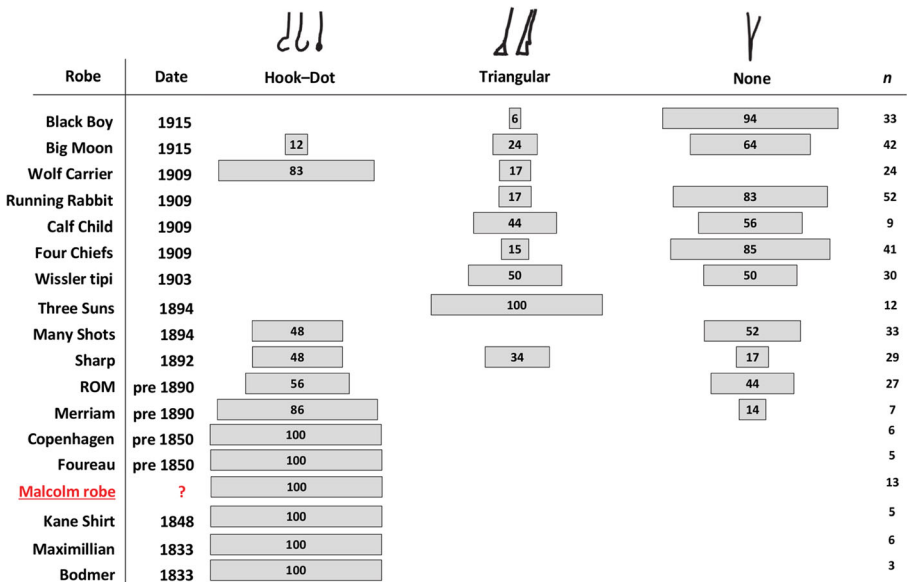 Robe Date Hook–Dot Triangular None n
Black Boy 1915 6 94 33
Big Moon 1915 12 24 64 42
Wolf Carrier 1909 83 17 24
Running Rabbit 1909 17 83 52
Calf Child 1909 44 56 9
Four Chiefs 1909 15 85 41
Wissler tipi 1903 50 50 30
Three Suns 1894 100 12
Many Shots 1894 48 52 33
Sharp 1892 48 34 17 29
ROM pre 1890 56 44 27
Merriam pre 1890 86 14 7
Copenhagen pre 1850 100 6
Foureau pre 1850 100 5
Malcolm robe ? 100 13
Kane Shirt 1848 100 5
Maximillian 1833 100 6
Bodmer 1833 100 3